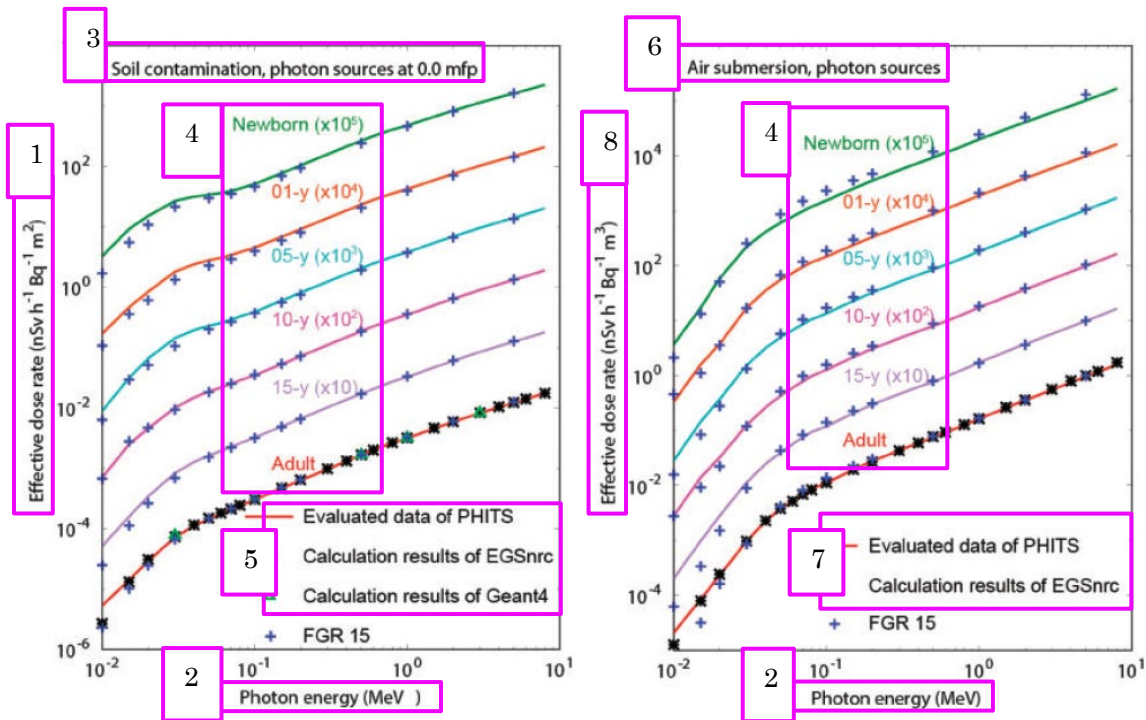 3
Soil contamination, photon sources at 0.0 mfp
4
Newborn (x10⁵)
01-y (x10⁴)
05-y (x10³)
10-y (x10²)
15-y (x10)
Adult
1
Effective dose rate (nSv h⁻¹ Bq⁻¹ m²)
10²
10⁰
10⁻²
10⁻⁴
10⁻⁶
5
Evaluated data of PHITS
Calculation results of EGSnrc
Calculation results of Geant4
FGR 15
10⁻² 10⁻¹ 10⁰ 10¹
2
Photon energy (MeV )
6
Air submersion, photon sources
4
Newborn (x10⁵)
01-y (x10⁴)
05-y (x10³)
10-y (x10²)
15-y (x10)
Adult
8
Effective dose rate (nSv h⁻¹ Bq⁻¹ m³)
10⁴
10²
10⁰
10⁻²
10⁻⁴
7
Evaluated data of PHITS
Calculation results of EGSnrc
FGR 15
10⁻² 10⁻¹ 10⁰ 10¹
2
Photon energy (MeV)